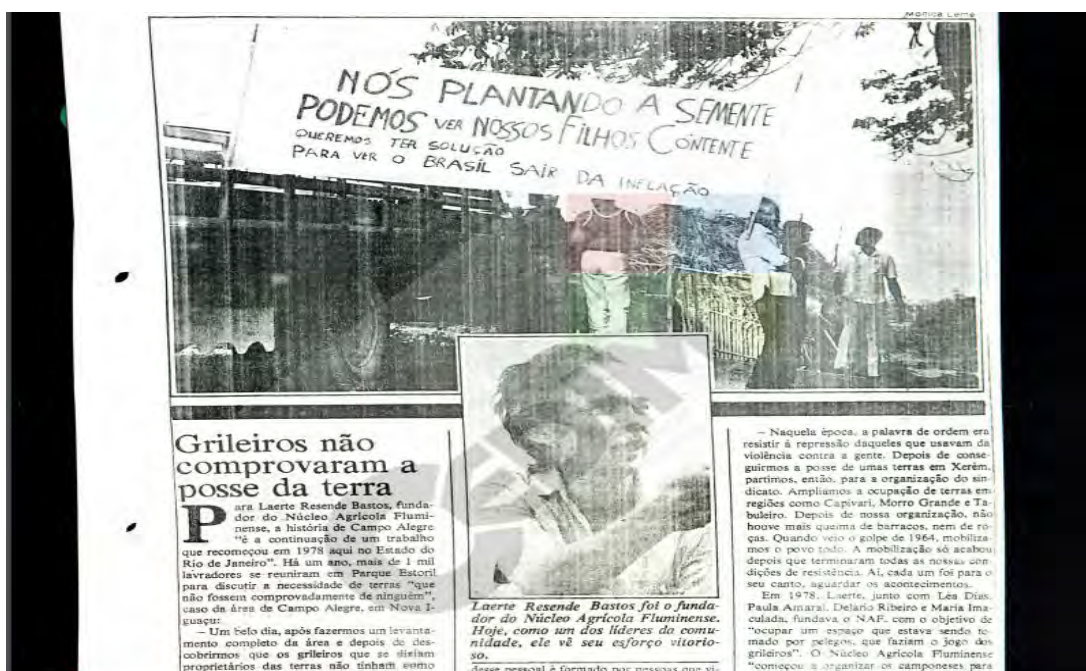 Monica Leme
NÓS PLANTANDO A SEMENTE
PODEMOS VER NOSSOS FILHOS CONTENTE
QUEREMOS TER SOLUÇÃO
PARA VER O BRASIL SAIR DA INFLAÇÃO
Grileiros não
comprovaram a
posse da terra
Para Laerte Resende Bastos, funda-
dor do Núcleo Agrícola Flumi-
nense, a história de Campo Alegre
"é a continuação de um trabalho
que recomeçou em 1978 aqui no Estado do
Rio de Janeiro". Há um ano, mais de 1 mil
lavradores se reuniram em Parque Estoril
para discutir a necessidade de terras "que
não fossem comprovadamente de ninguém",
caso da área de Campo Alegre, em Nova I-
guaçu:
— Um belo dia, após fazermos um levanta-
mento completo da área e depois de des-
cobrirmos que os grileiros que se diziam
proprietários das terras não tinham como
Laerte Resende Bastos foi o funda-
dor do Núcleo Agrícola Fluminense.
Hoje, como um dos líderes da comu-
nidade, ele vê seu esforço vitorio-
so.
desse pessoal é formado por pessoas que vi-
— Naquela época, a palavra de ordem era
resistir à repressão daqueles que usavam da
violência contra a gente. Depois de conse-
guirmos a posse de umas terras em Xerém,
partimos, então, para a organização do sin-
dicato. Ampliamos a ocupação de terras em
regiões como Capivari, Morro Grande e Ta-
buleiro. Depois de nossa organização, não
houve mais queima de barracos, nem de ro-
ças. Quando veio o golpe de 1964, mobiliza-
mos o povo todo. A mobilização só acabou
depois que terminaram todas as nossas con-
dições de resistência. Aí, cada um foi para o
seu canto, aguardar os acontecimentos.
Em 1978, Laerte, junto com Léa Dias,
Paula Amaral, Delário Ribeiro e Maria Ima-
culada, fundava o NAF, com o objetivo de
"ocupar um espaço que estava sendo to-
mado por pelegos, que faziam o jogo dos
grileiros". O Núcleo Agrícola Fluminense
"começou a organizar os camponeses para